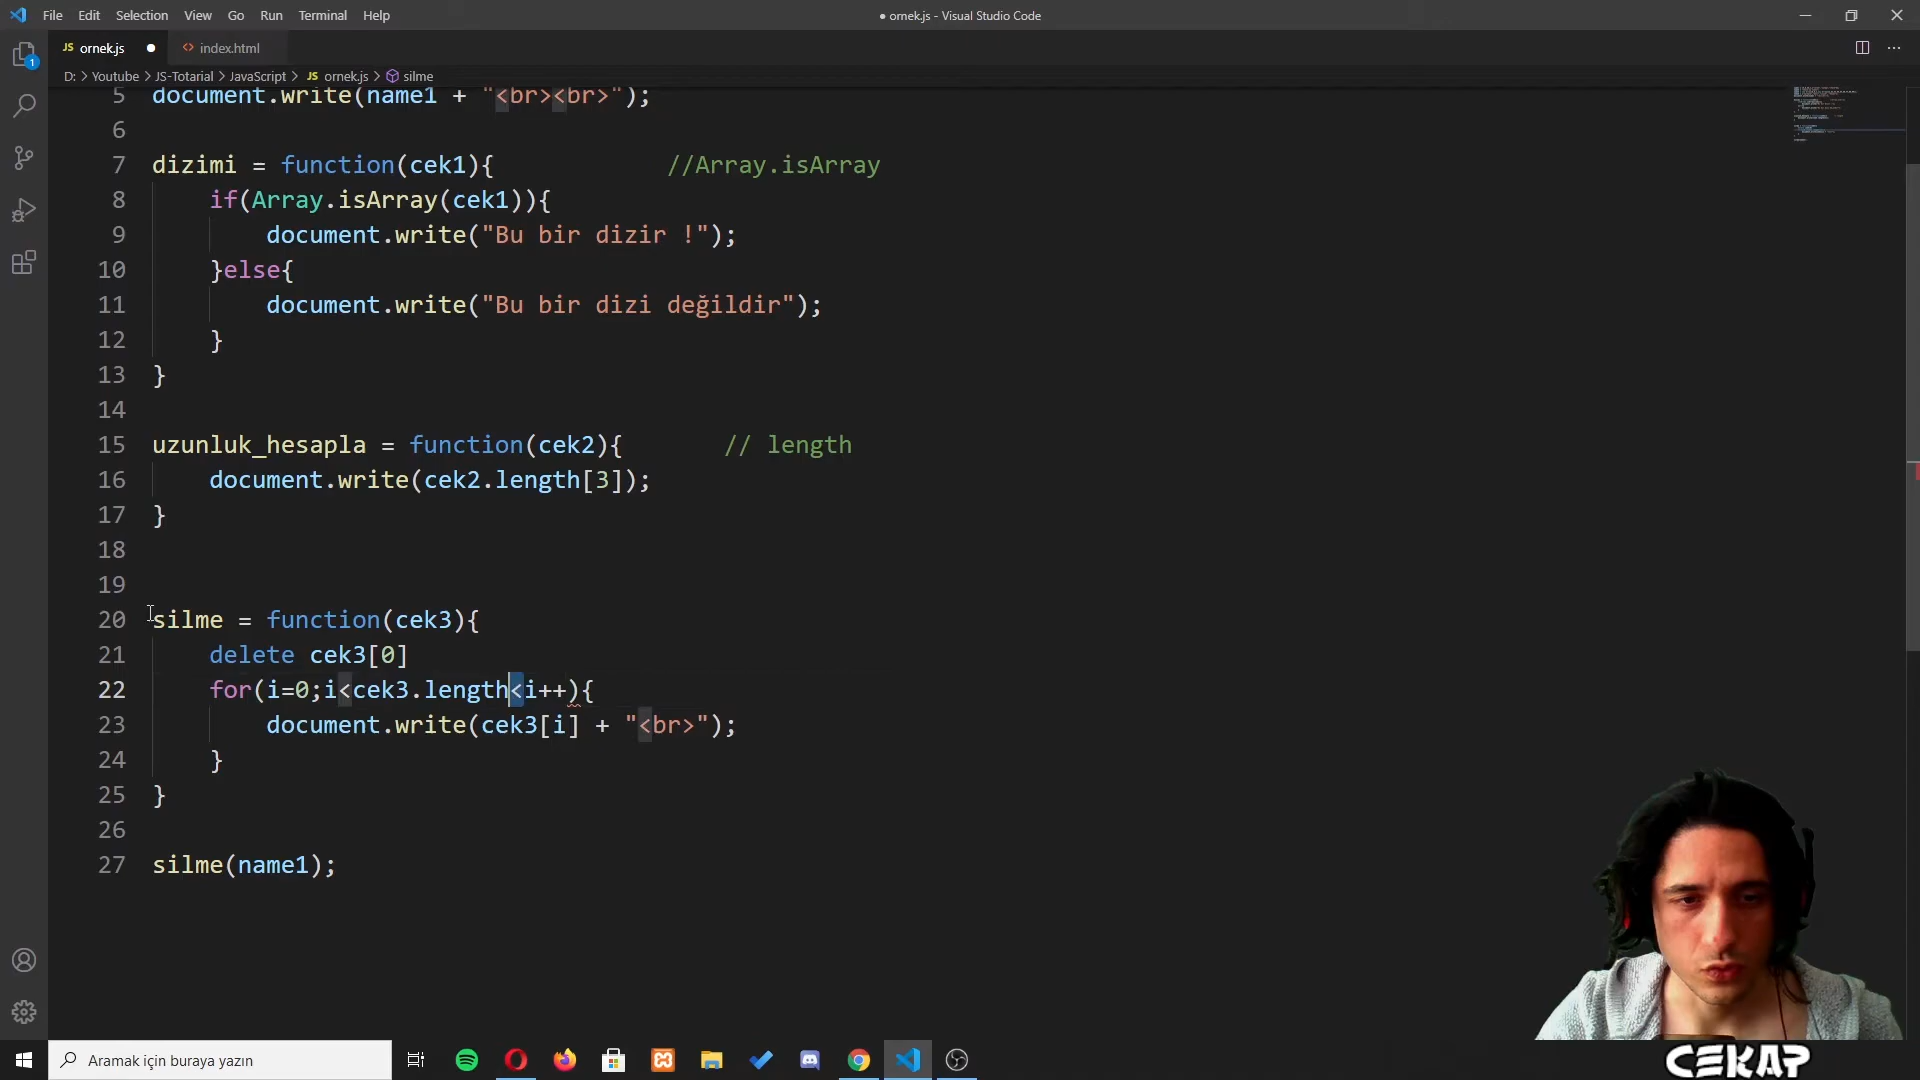 File Edit Selection View Go Run Terminal Help
● ornek.js - Visual Studio Code
JS ornek.js ●
<> index.html
1
D: > Youtube > JS-Totarial > JavaScript > JS ornek.js > silme
5 document.write(name1 + "<br><br>");
6
7 dizimi = function(cek1){ //Array.isArray
8 if(Array.isArray(cek1)){
9 document.write("Bu bir dizir !");
10 }else{
11 document.write("Bu bir dizi değildir");
12 }
13 }
14
15 uzunluk_hesapla = function(cek2){ // length
16 document.write(cek2.length[3]);
17 }
18
19
20 silme = function(cek3){
21 delete cek3[0]
22 for(i=0;i<cek3.length<i++){
23 document.write(cek3[i] + "<br>");
24 }
25 }
26
27 silme(name1);
Aramak için buraya yazın
CEKAP